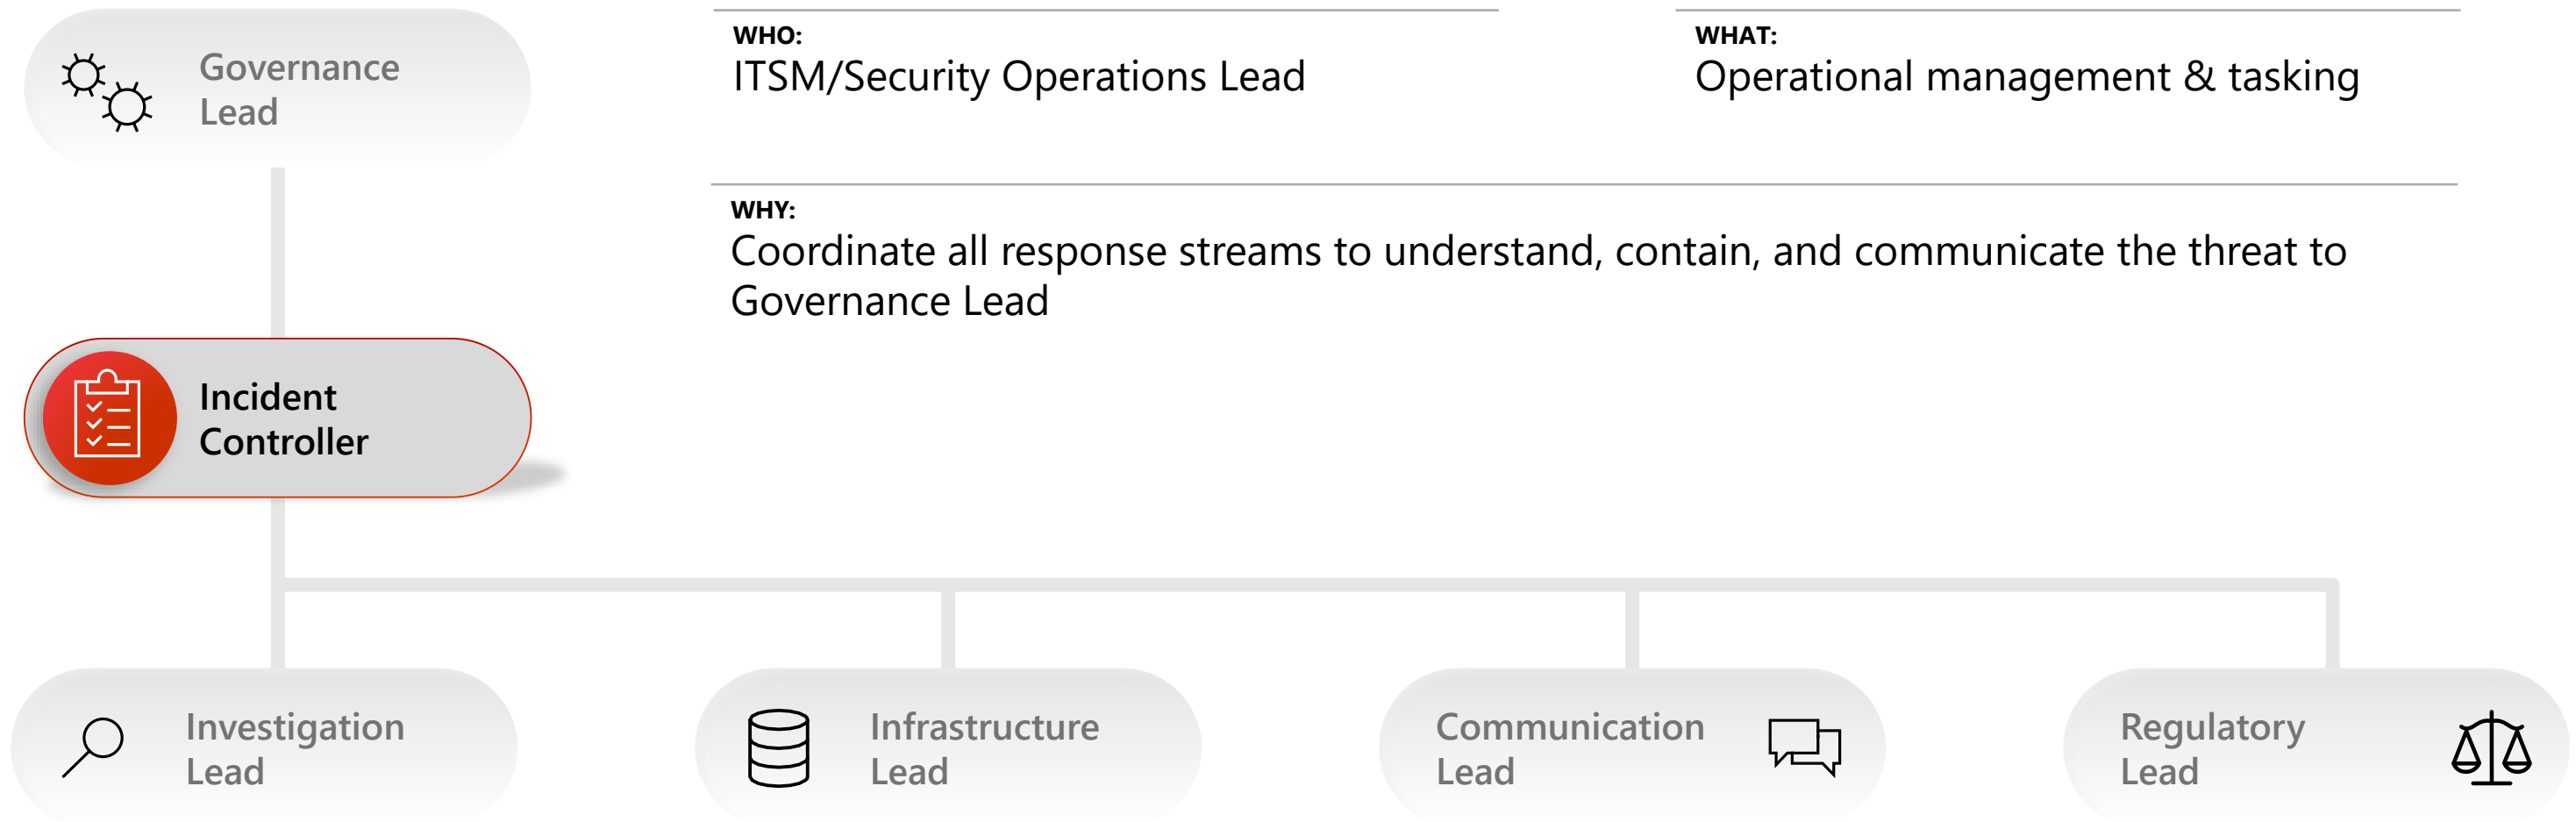 Governance
Lead
WHO:
ITSM/Security Operations Lead
WHAT:
Operational management & tasking
WHY:
Coordinate all response streams to understand, contain, and communicate the threat to
Governance Lead
Incident
Controller
Investigation
Lead
Infrastructure
Lead
Communication
Lead
Regulatory
Lead